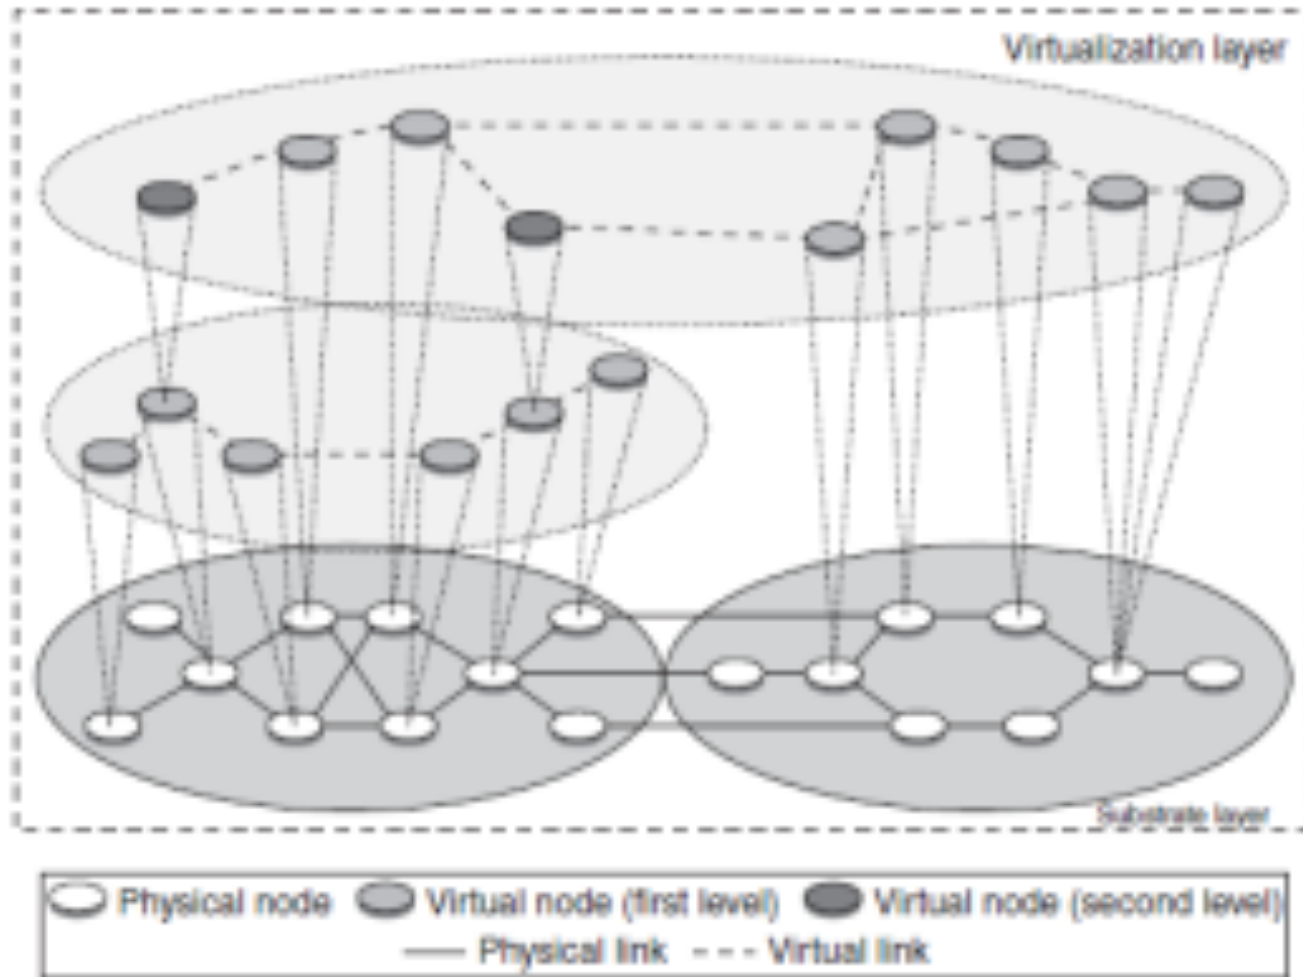 Virtualization layer
Substrate layer
Physical node Virtual node (first level) Virtual node (second level)
Physical link Virtual link